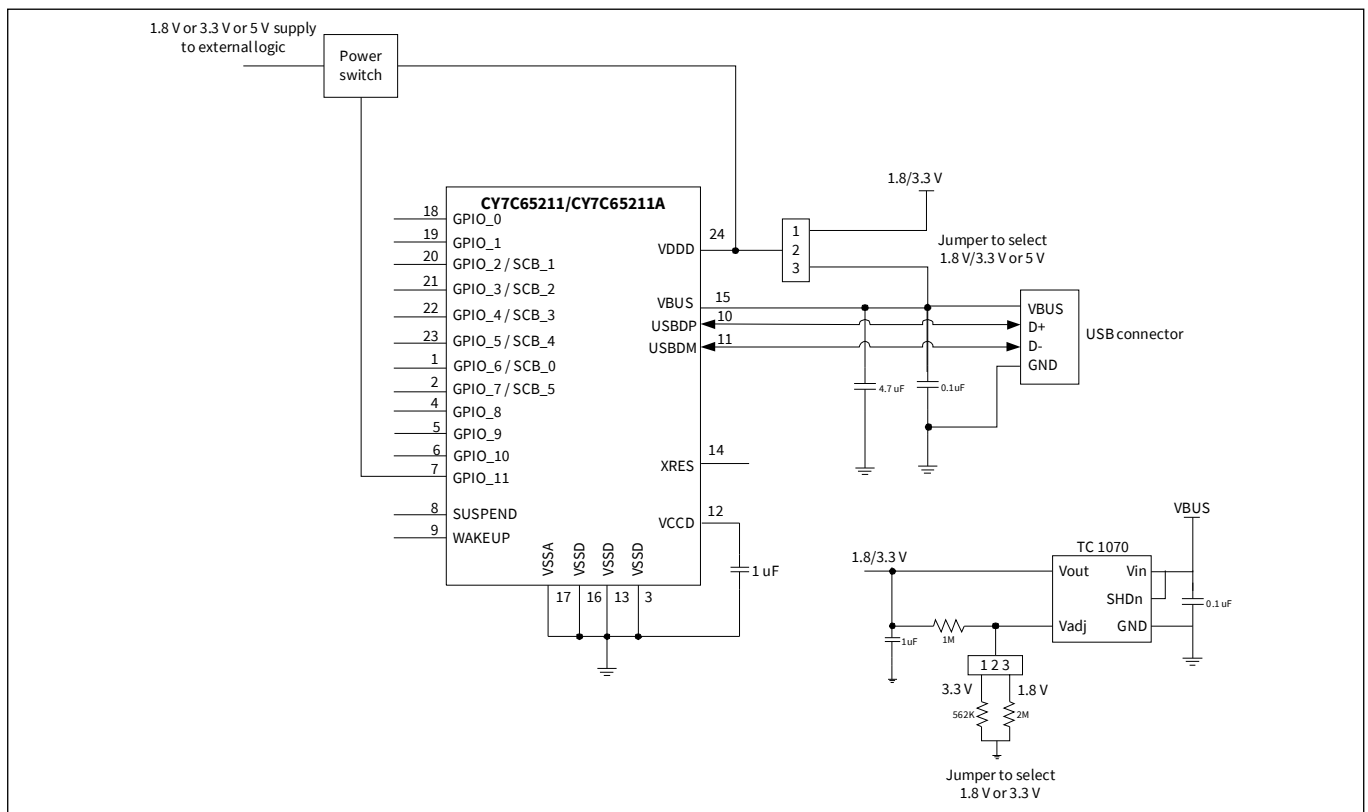 1.8 V or 3.3 V or 5 V supply
to external logic
Power
switch
CY7C65211/CY7C65211A
18 GPIO_0
19 GPIO_1
20 GPIO_2 / SCB_1
21 GPIO_3 / SCB_2
22 GPIO_4 / SCB_3
23 GPIO_5 / SCB_4
1 GPIO_6 / SCB_0
2 GPIO_7 / SCB_5
4 GPIO_8
5 GPIO_9
6 GPIO_10
7 GPIO_11
8 SUSPEND
9 WAKEUP
VDDD 24
VBUS 15
USBDP 10
USBDM 11
XRES 14
VCCD 12
VSSA
VSSD
VSSD
VSSD
17 16 13 3
1 uF
1.8/3.3 V
1
2
3
Jumper to select
1.8 V/3.3 V or 5 V
VBUS
D+
D-
GND
USB connector
4.7 uF
0.1uF
VBUS
TC 1070
1.8/3.3 V
Vout Vin
SHDn
Vadj GND
0.1 uF
1uF
1M
1 2 3
3.3 V 1.8 V
562K 2M
Jumper to select
1.8 V or 3.3 V